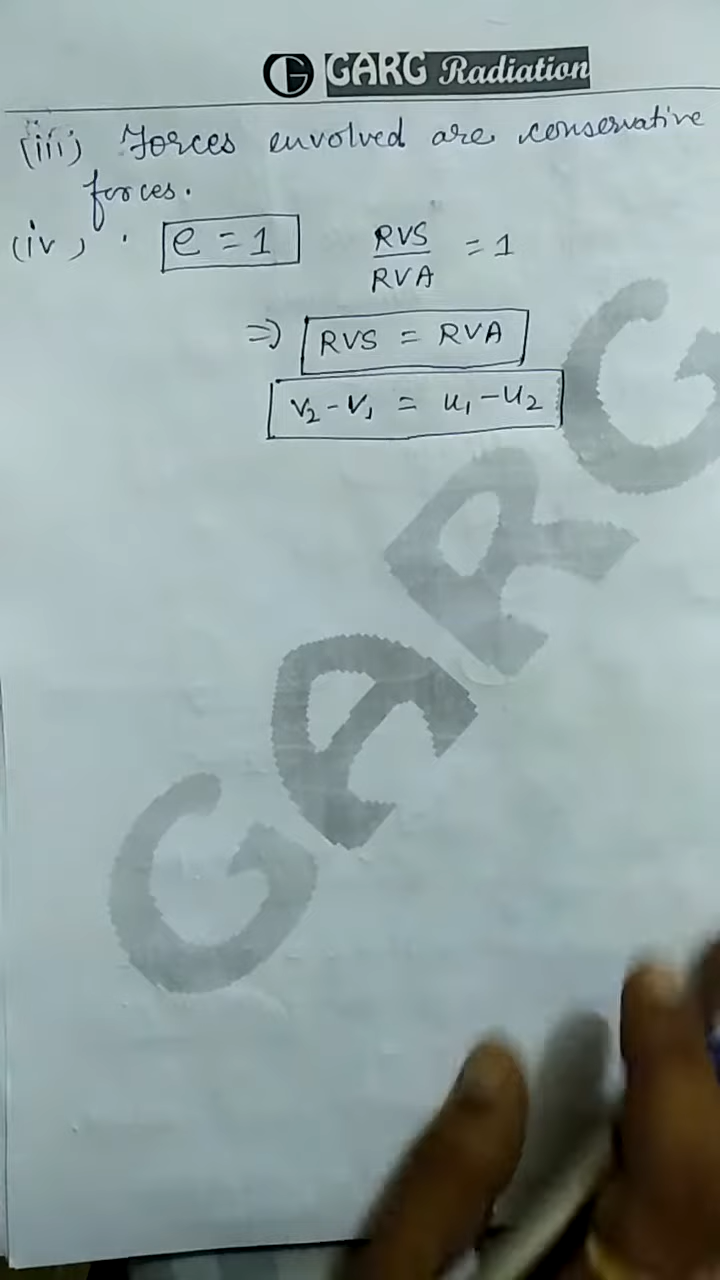 G GARG Radiation
(iii) Forces envolved are conservative
forces.
(iv) e = 1 RVS/RVA = 1
⇒) RVS = RVA
v₂ - v₁ = u₁ - u₂
GARG